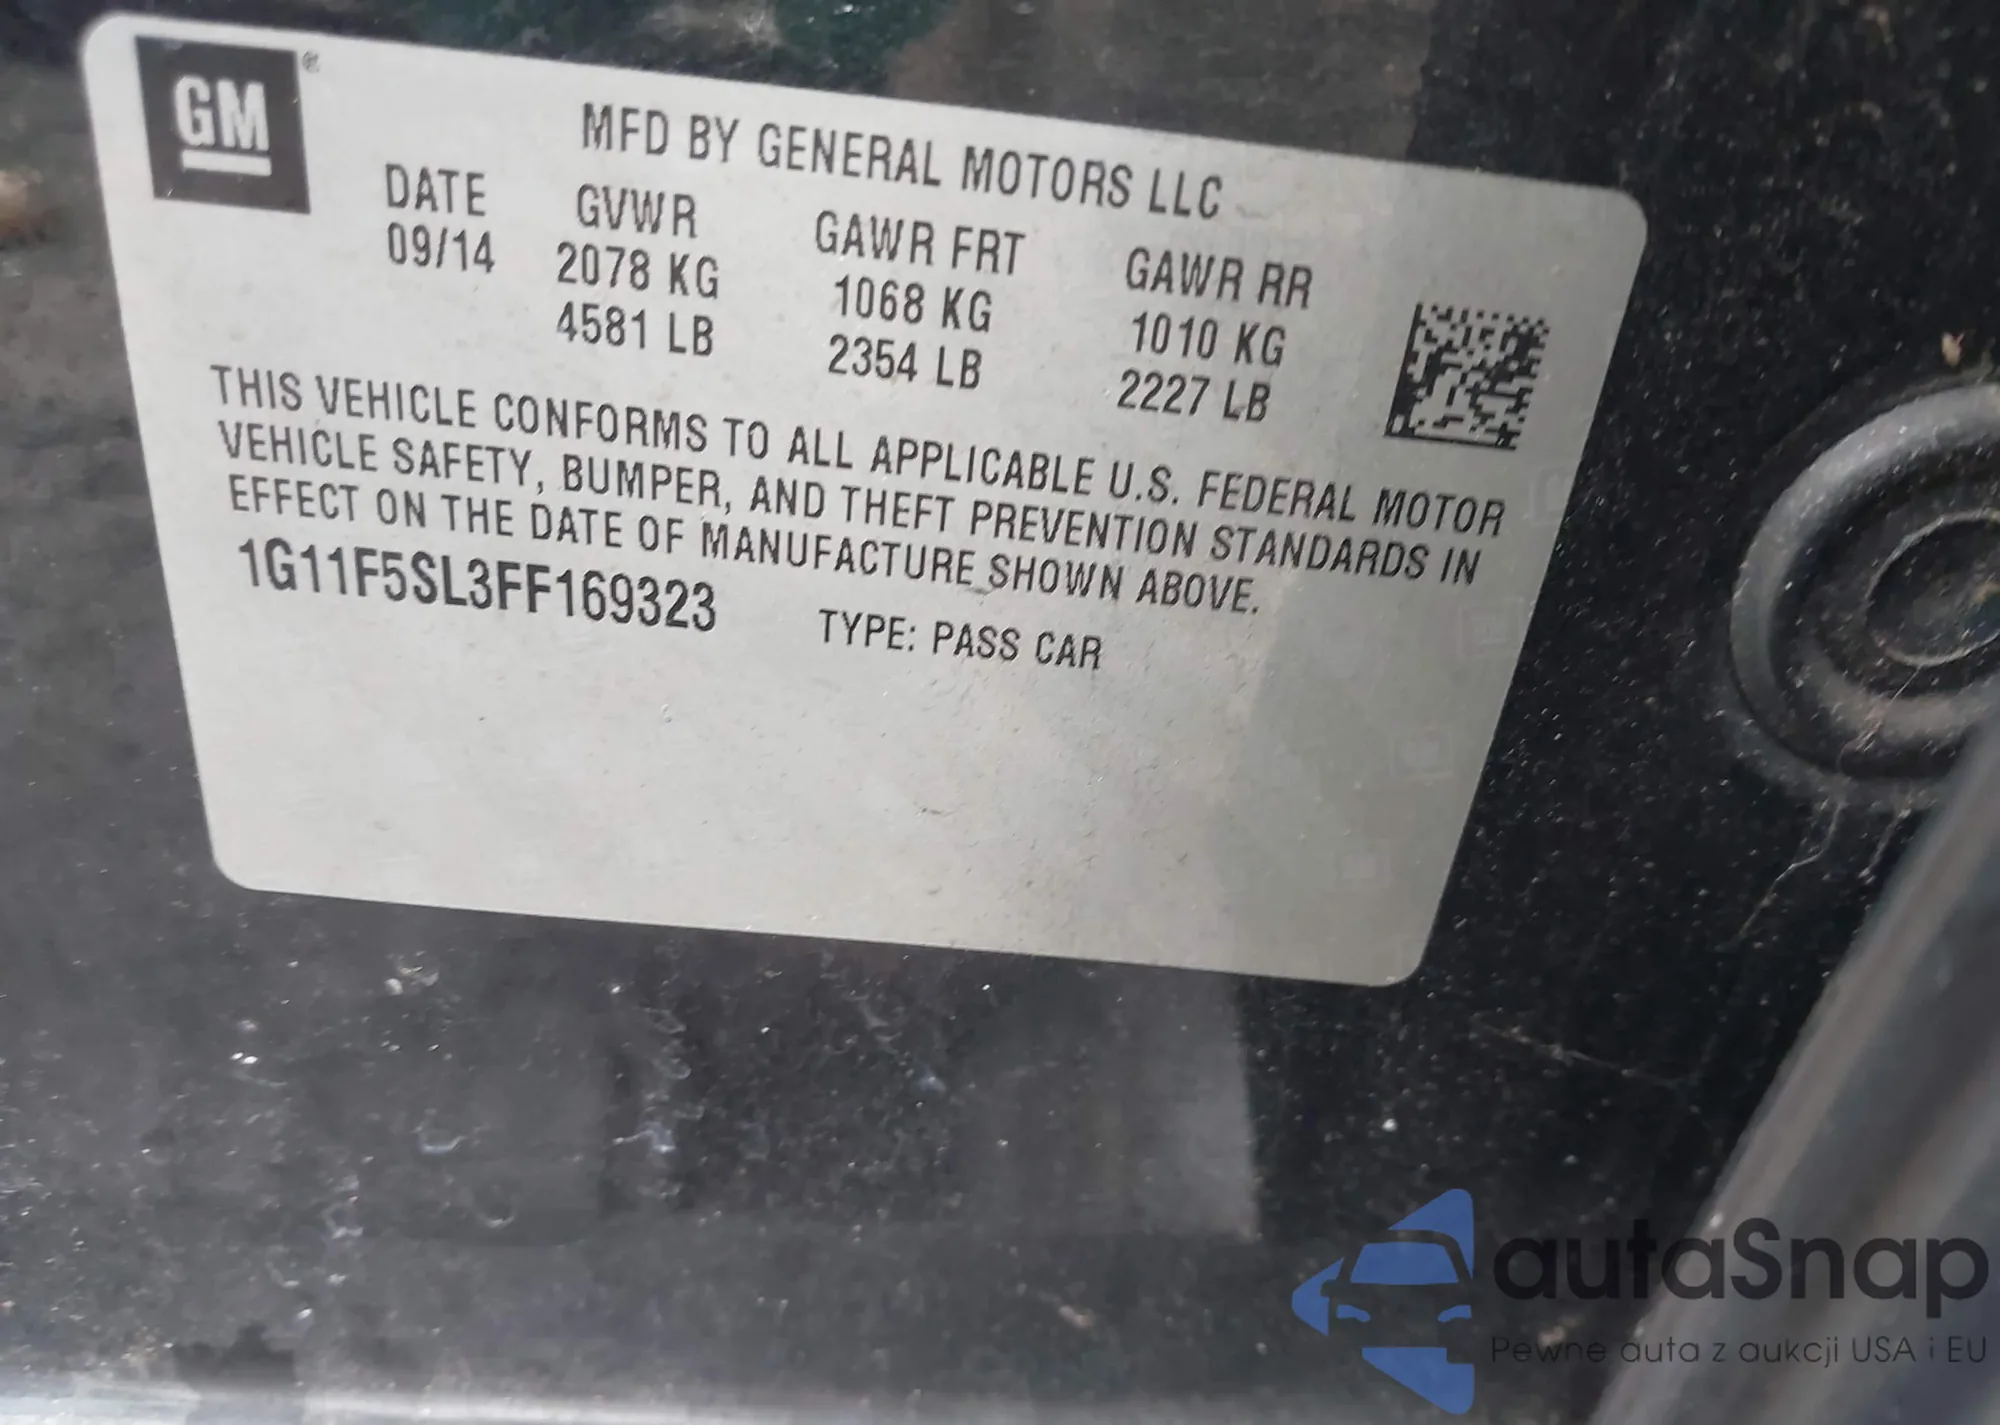 GM ®
MFD BY GENERAL MOTORS LLC
DATE GVWR GAWR FRT GAWR RR
09/14 2078 KG 1068 KG 1010 KG
4581 LB 2354 LB 2227 LB
THIS VEHICLE CONFORMS TO ALL APPLICABLE U.S. FEDERAL MOTOR
VEHICLE SAFETY, BUMPER, AND THEFT PREVENTION STANDARDS IN
EFFECT ON THE DATE OF MANUFACTURE SHOWN ABOVE.
1G11F5SL3FF169323 TYPE: PASS CAR
autaSnap
Pewne auta z aukcji USA i EU